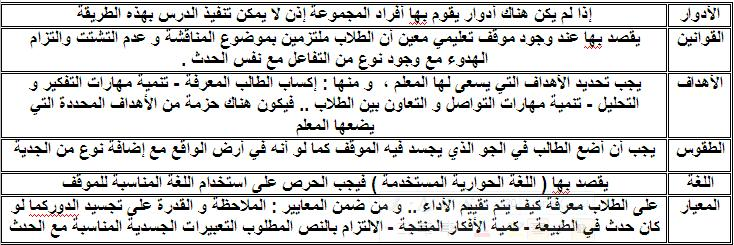 الأدوار إذا لم يكن هناك أدوار يقوم بها أفراد المجموعة إذن لا يمكن تنفيذ الدرس بهذه الطريقة
القوانين يقصد بها عند وجود موقف تعليمي معين أن الطلاب ملتزمين بموضوع المناقشة و عدم التشتت والتزام
الهدوء مع وجود نوع من التفاعل مع نفس الحدث .
الأهداف يجب تحديد الأهداف التي يسعى لها المعلم ، و منها : إكساب الطالب المعرفة - تنمية مهارات التفكير و
التحليل - تنمية مهارات التواصل و التعاون بين الطلاب .. فيكون هناك حزمة من الأهداف المحددة التي
يضعها المعلم
الطقوس يجب أن أضع الطالب في الجو الذي يجسد فيه الموقف كما لو أنه في أرض الواقع مع إضافة نوع من الجدية
اللغة يقصد بها ( اللغة الحوارية المستخدمة ) فيجب الحرص على استخدام اللغة المناسبة للموقف
المعيار على الطلاب معرفة كيف يتم تقييم الأداء .. و من ضمن المعايير : الملاحظة و القدرة على تجسيد الدوركما لو
كان حدث في الطبيعة - كمية الأفكار المنتجة - الالتزام بالنص المطلوب التعبيرات الجسدية المناسبة مع الحدث